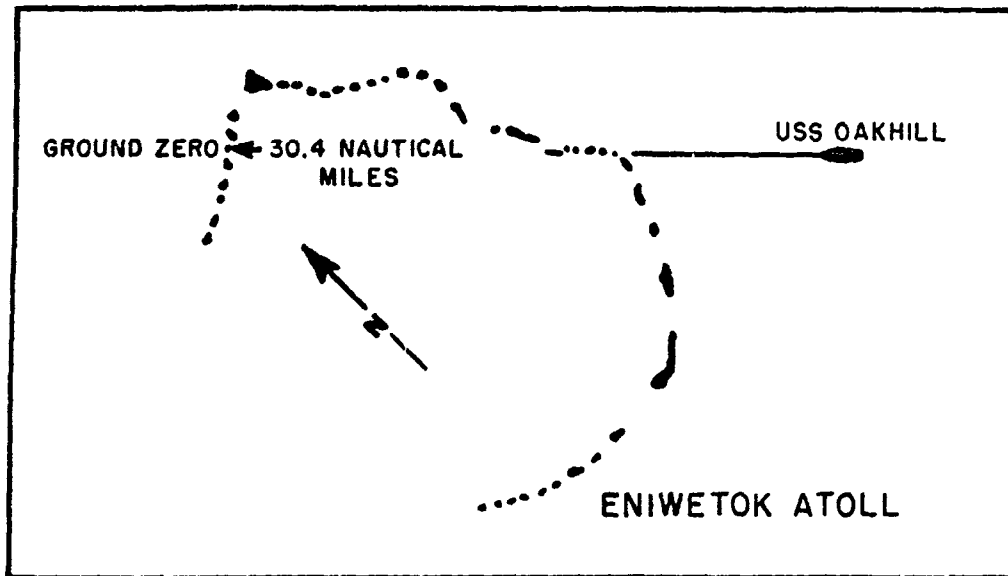 USS OAKHILL
GROUND ZERO 30.4 NAUTICAL
MILES
N
ENIWETOK ATOLL